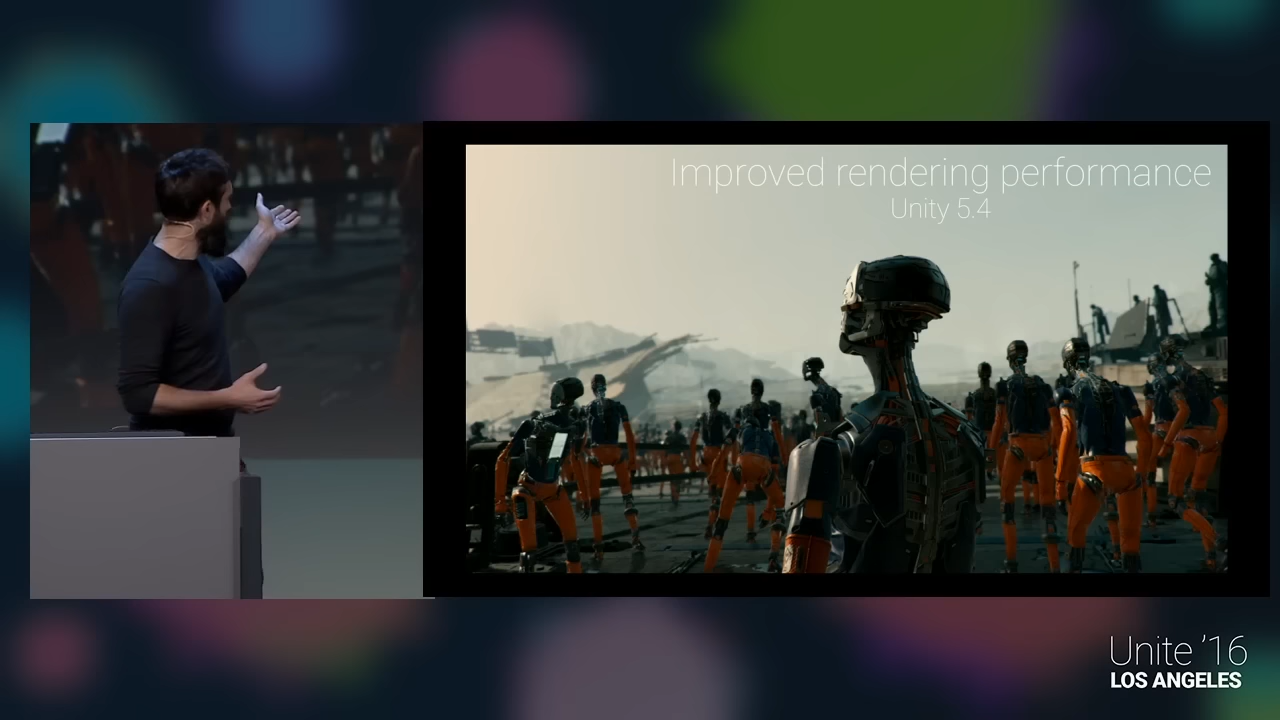 Improved rendering performance
Unity 5.4
Unite '16
LOS ANGELES